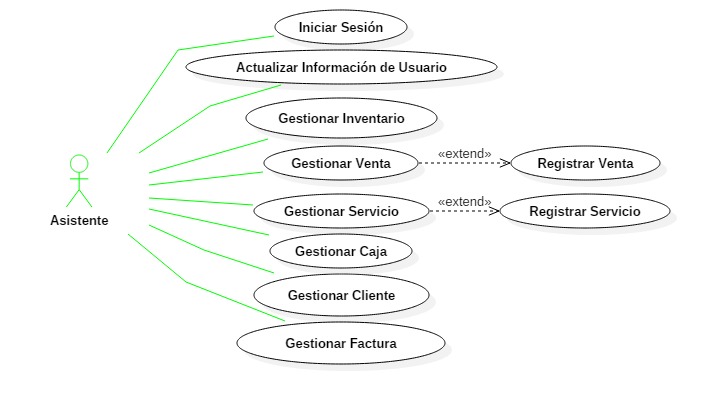 Iniciar Sesión
Actualizar Información de Usuario
Gestionar Inventario
Gestionar Venta
«extend»
Registrar Venta
Asistente
Gestionar Servicio
«extend»
Registrar Servicio
Gestionar Caja
Gestionar Cliente
Gestionar Factura